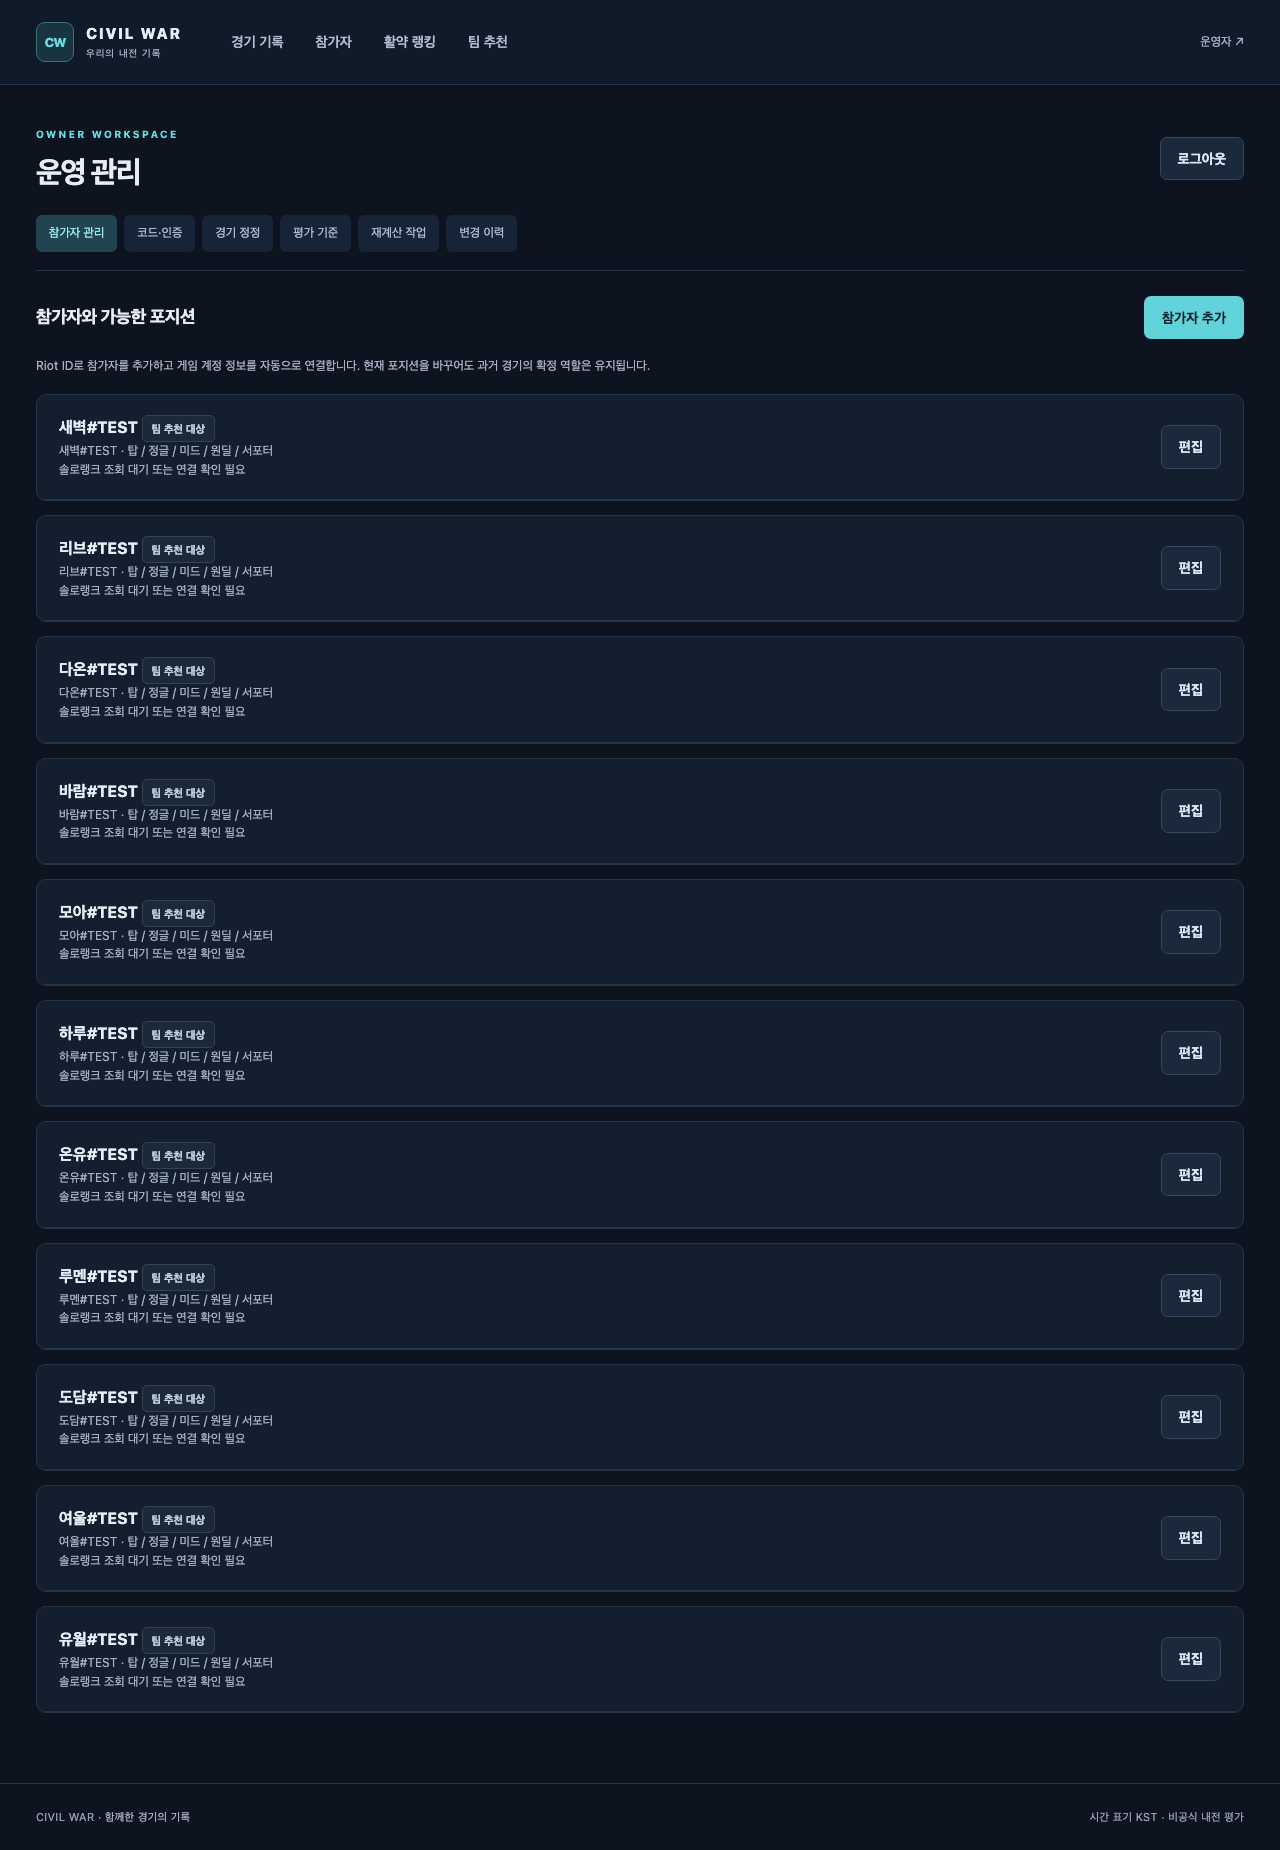 CW
CIVIL WAR
우리의 내전 기록
경기 기록 참가자 활약 랭킹 팀 추천
운영자 ↗
OWNER WORKSPACE
운영 관리
로그아웃
참가자 관리 코드·인증 경기 정정 평가 기준 재계산 작업 변경 이력
참가자와 가능한 포지션
참가자 추가
Riot ID로 참가자를 추가하고 게임 계정 정보를 자동으로 연결합니다. 현재 포지션을 바꾸어도 과거 경기의 확정 역할은 유지됩니다.
새벽#TEST 팀 추천 대상
새벽#TEST · 탑 / 정글 / 미드 / 원딜 / 서포터
솔로랭크 조회 대기 또는 연결 확인 필요
편집
리브#TEST 팀 추천 대상
리브#TEST · 탑 / 정글 / 미드 / 원딜 / 서포터
솔로랭크 조회 대기 또는 연결 확인 필요
편집
다온#TEST 팀 추천 대상
다온#TEST · 탑 / 정글 / 미드 / 원딜 / 서포터
솔로랭크 조회 대기 또는 연결 확인 필요
편집
바람#TEST 팀 추천 대상
바람#TEST · 탑 / 정글 / 미드 / 원딜 / 서포터
솔로랭크 조회 대기 또는 연결 확인 필요
편집
모아#TEST 팀 추천 대상
모아#TEST · 탑 / 정글 / 미드 / 원딜 / 서포터
솔로랭크 조회 대기 또는 연결 확인 필요
편집
하루#TEST 팀 추천 대상
하루#TEST · 탑 / 정글 / 미드 / 원딜 / 서포터
솔로랭크 조회 대기 또는 연결 확인 필요
편집
온유#TEST 팀 추천 대상
온유#TEST · 탑 / 정글 / 미드 / 원딜 / 서포터
솔로랭크 조회 대기 또는 연결 확인 필요
편집
루멘#TEST 팀 추천 대상
루멘#TEST · 탑 / 정글 / 미드 / 원딜 / 서포터
솔로랭크 조회 대기 또는 연결 확인 필요
편집
도담#TEST 팀 추천 대상
도담#TEST · 탑 / 정글 / 미드 / 원딜 / 서포터
솔로랭크 조회 대기 또는 연결 확인 필요
편집
여울#TEST 팀 추천 대상
여울#TEST · 탑 / 정글 / 미드 / 원딜 / 서포터
솔로랭크 조회 대기 또는 연결 확인 필요
편집
유월#TEST 팀 추천 대상
유월#TEST · 탑 / 정글 / 미드 / 원딜 / 서포터
솔로랭크 조회 대기 또는 연결 확인 필요
편집
CIVIL WAR · 함께한 경기의 기록
시간 표기 KST · 비공식 내전 평가